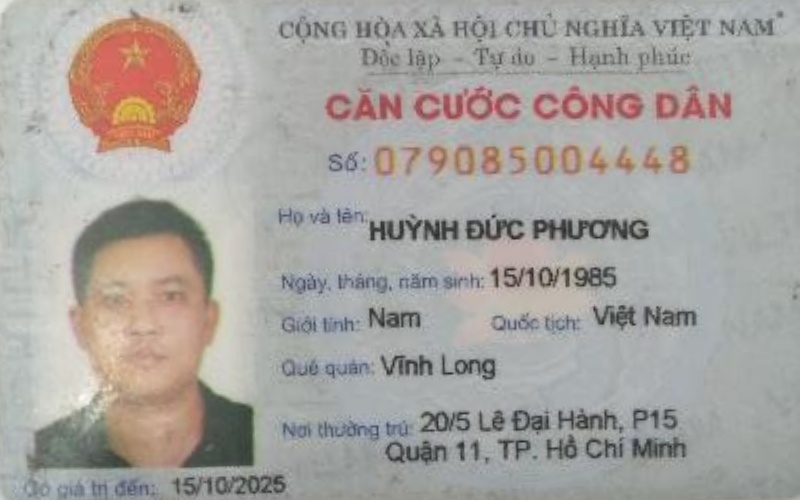 CỘNG HÒA XÃ HỘI CHỦ NGHĨA VIỆT NAM
Độc lập - Tự do - Hạnh phúc
CĂN CƯỚC CÔNG DÂN
Số: 079085004448
Họ và tên: HUỲNH ĐỨC PHƯƠNG
Ngày, tháng, năm sinh: 15/10/1985
Giới tính: Nam Quốc tịch: Việt Nam
Quê quán: Vĩnh Long
Nơi thường trú: 20/5 Lê Đại Hành, P15
Quận 11, TP. Hồ Chí Minh
Có giá trị đến: 15/10/2025